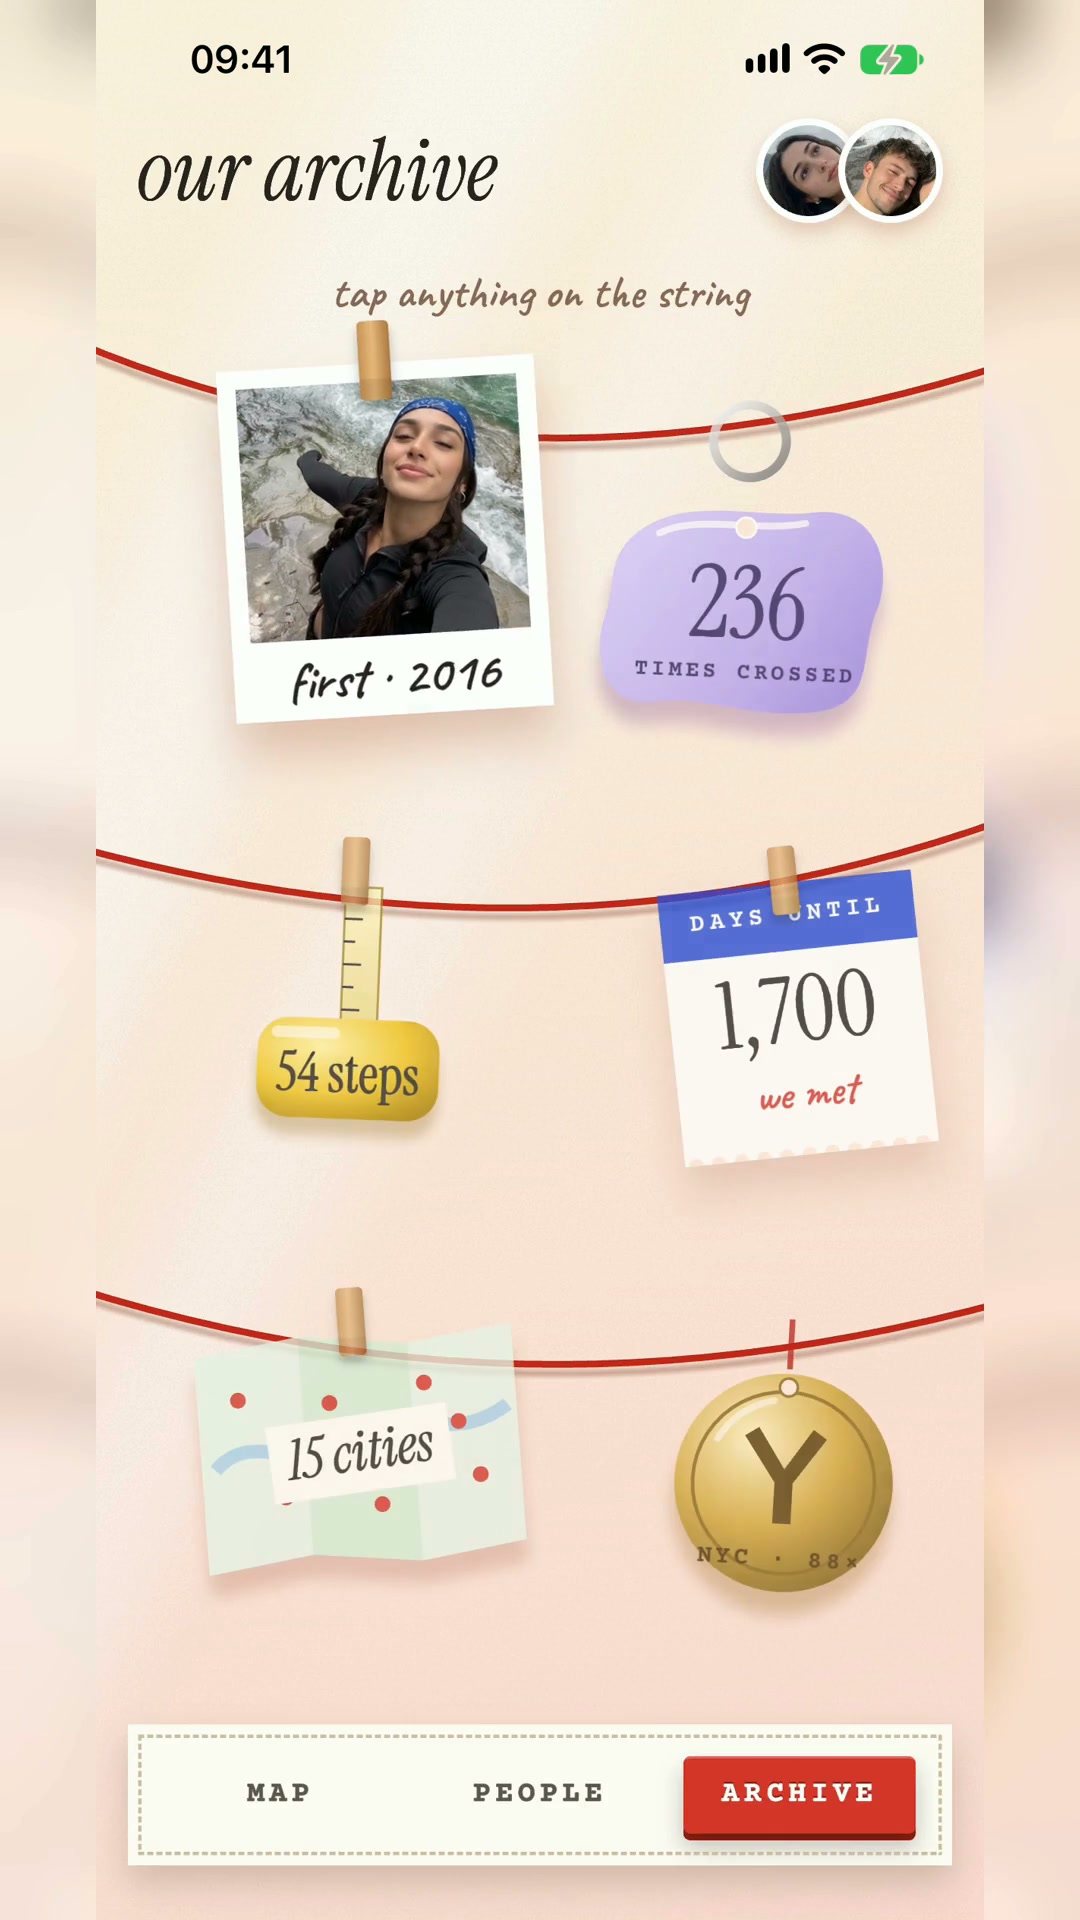 09:41
our archive
tap anything on the string
first · 2016
236
TIMES CROSSED
54 steps
DAYS UNTIL
1,700
we met
15 cities
Y
NYC · 88×
MAP
PEOPLE
ARCHIVE